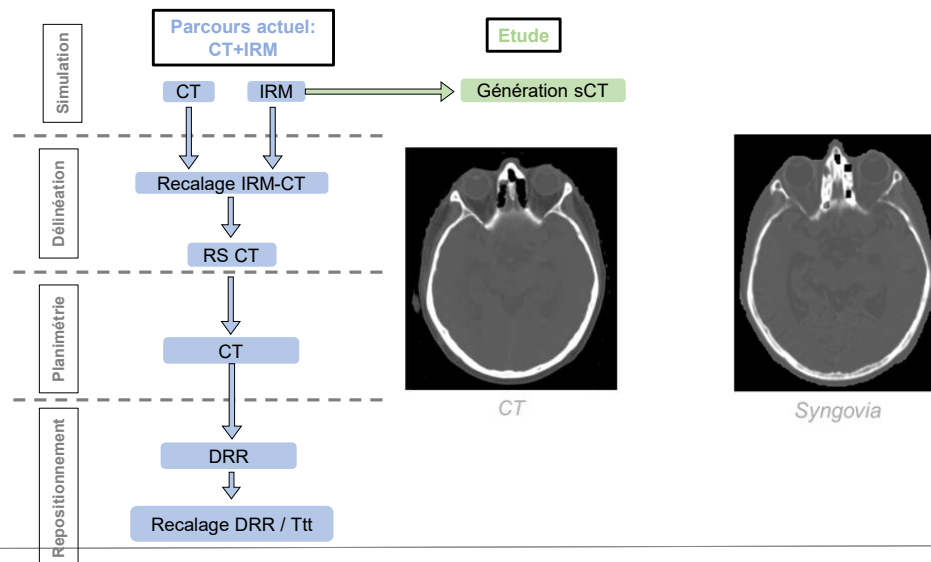 Parcours actuel:
CT+IRM
Etude
Simulation
CT
IRM
Génération sCT
Délinéation
Recalage IRM-CT
RS CT
Planimétrie
CT
CT
Syngovia
Repositionnement
DRR
Recalage DRR / Ttt